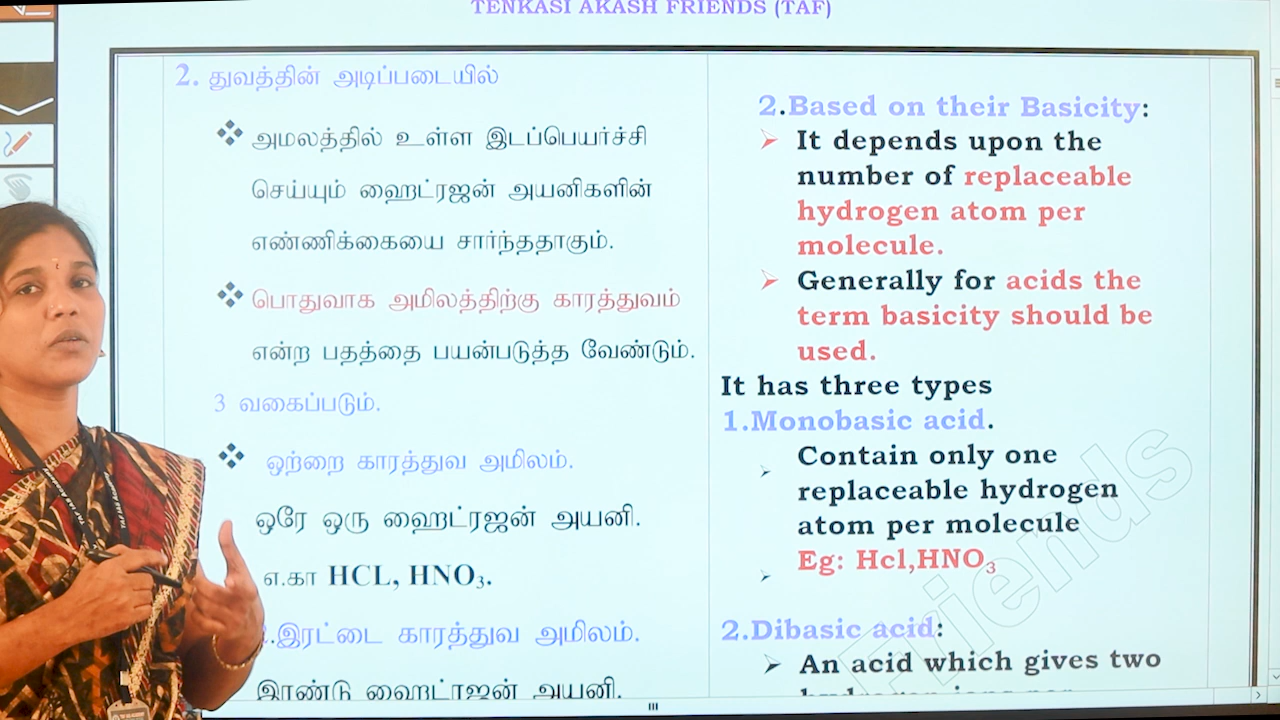 TENKASI AKASH FRIENDS (TAF)
2. துவத்தின் அடிப்படையில்
அமலத்தில் உள்ள இடப்பெயர்ச்சி
செய்யும் ஹைட்ரஜன் அயனிகளின்
எண்ணிக்கையை சார்ந்ததாகும்.
பொதுவாக அமிலத்திற்கு காரத்துவம்
என்ற பதத்தை பயன்படுத்த வேண்டும்.
3 வகைப்படும்.
ஒற்றை காரத்துவ அமிலம்.
ஒரே ஒரு ஹைட்ரஜன் அயனி.
எ.கா HCL, HNO₃.
.இரட்டை காரத்துவ அமிலம்.
இரண்டு ஹைட்ரஜன் அயனி.
2.Based on their Basicity:
It depends upon the
number of replaceable
hydrogen atom per
molecule.
Generally for acids the
term basicity should be
used.
It has three types
1.Monobasic acid.
Contain only one
replaceable hydrogen
atom per molecule
Eg: Hcl,HNO₃
2.Dibasic acid:
An acid which gives two
Friends